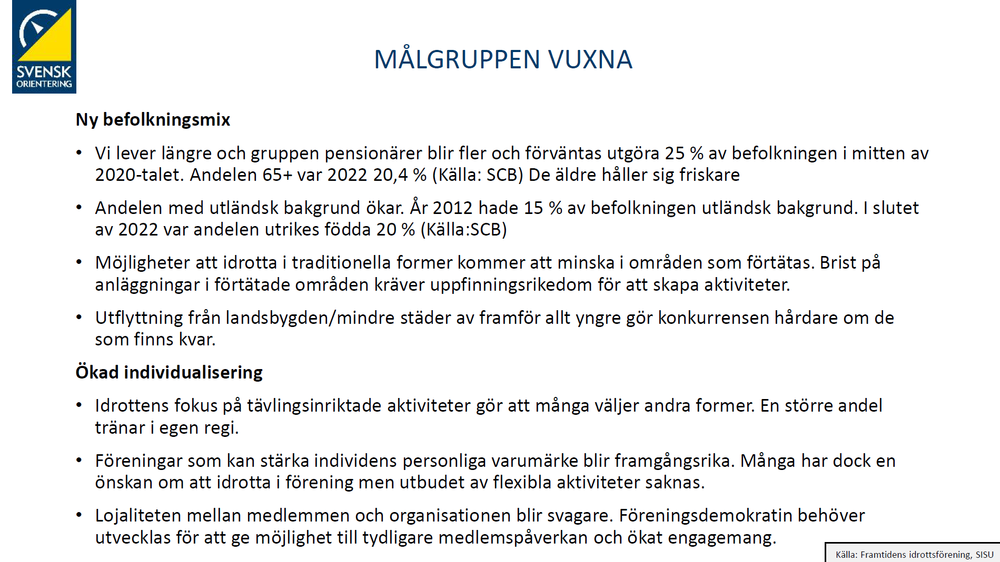 SVENSK
ORIENTERING
MÅLGRUPPEN VUXNA
Ny befolkningsmix
• Vi lever längre och gruppen pensionärer blir fler och förväntas utgöra 25 % av befolkningen i mitten av
2020-talet. Andelen 65+ var 2022 20,4 % (Källa: SCB) De äldre håller sig friskare
• Andelen med utländsk bakgrund ökar. År 2012 hade 15 % av befolkningen utländsk bakgrund. I slutet
av 2022 var andelen utrikes födda 20 % (Källa:SCB)
• Möjligheter att idrotta i traditionella former kommer att minska i områden som förtätas. Brist på
anläggningar i förtätade områden kräver uppfinningsrikedom för att skapa aktiviteter.
• Utflyttning från landsbygden/mindre städer av framför allt yngre gör konkurrensen hårdare om de
som finns kvar.
Ökad individualisering
• Idrottens fokus på tävlingsinriktade aktiviteter gör att många väljer andra former. En större andel
tränar i egen regi.
• Föreningar som kan stärka individens personliga varumärke blir framgångsrika. Många har dock en
önskan om att idrotta i förening men utbudet av flexibla aktiviteter saknas.
• Lojaliteten mellan medlemmen och organisationen blir svagare. Föreningsdemokratin behöver
utvecklas för att ge möjlighet till tydligare medlemspåverkan och ökat engagemang.
Källa: Framtidens idrottsförening, SISU